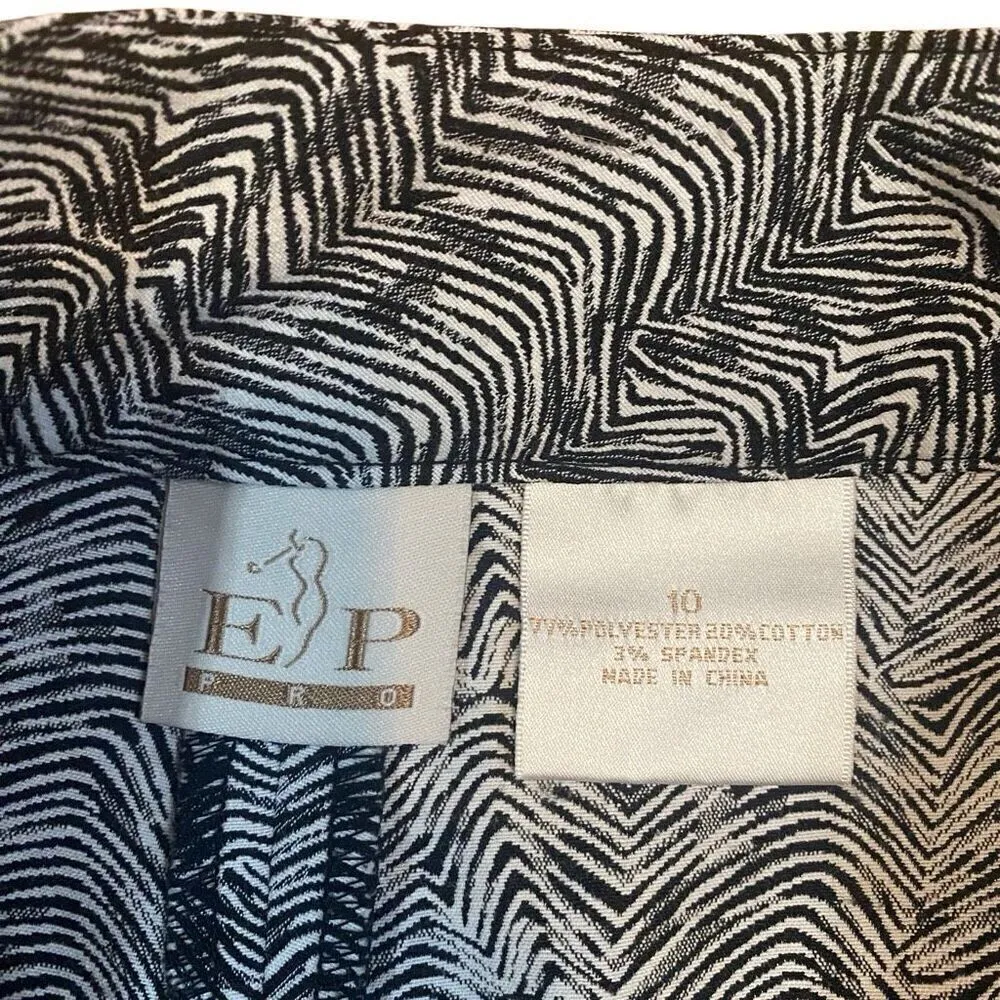 EP
PRO
10
77% POLYESTER 20% COTTON
3% SPANDEX
MADE IN CHINA